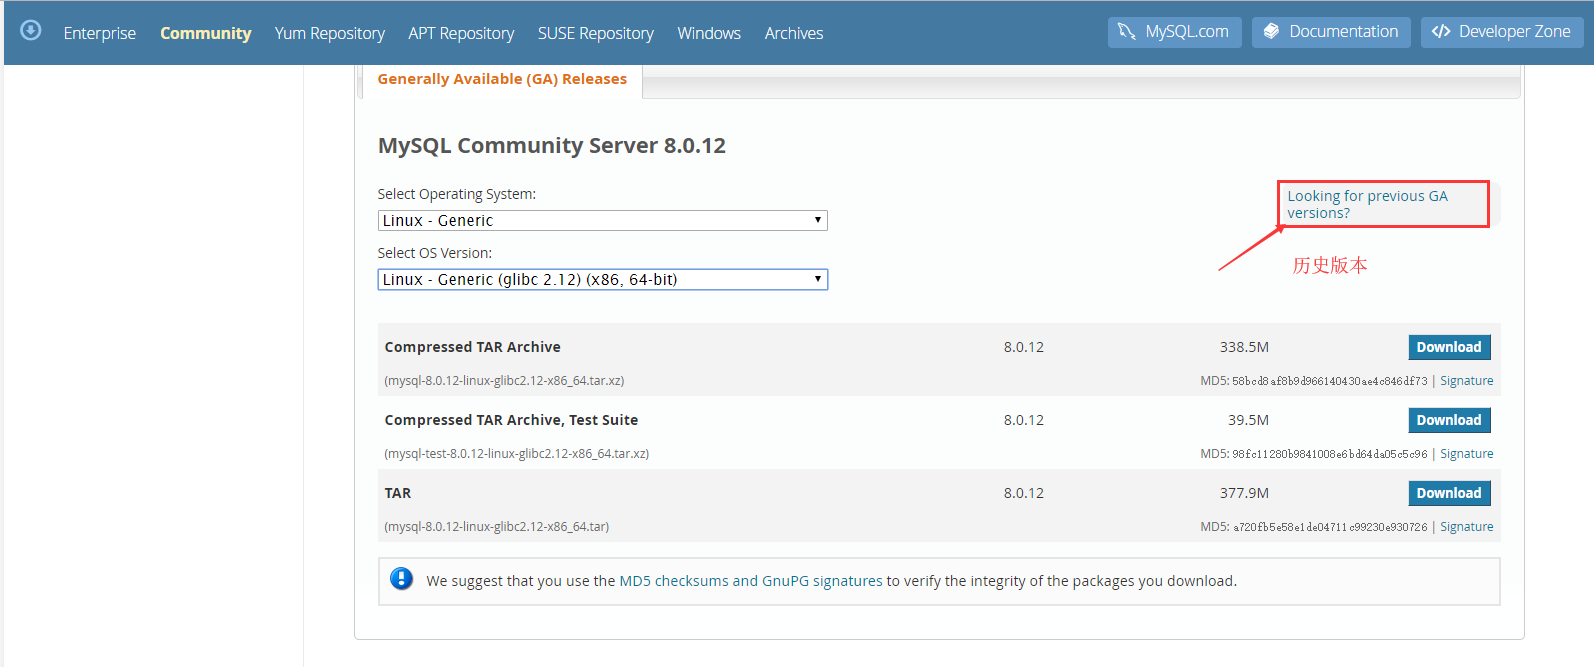 Enterprise Community Yum Repository APT Repository SUSE Repository Windows Archives MySQL.com Documentation Developer Zone
Generally Available (GA) Releases
MySQL Community Server 8.0.12
Select Operating System:
Linux - Generic
Looking for previous GA
versions?
Select OS Version:
历史版本
Linux - Generic (glibc 2.12) (x86, 64-bit)
Compressed TAR Archive 8.0.12 338.5M Download
(mysql-8.0.12-linux-glibc2.12-x86_64.tar.xz) MD5: 58bcd8af8b9d966140430ae4c846df73 | Signature
Compressed TAR Archive, Test Suite 8.0.12 39.5M Download
(mysql-test-8.0.12-linux-glibc2.12-x86_64.tar.xz) MD5: 98fc11280b9841008e6bd64da05c5c96 | Signature
TAR 8.0.12 377.9M Download
(mysql-8.0.12-linux-glibc2.12-x86_64.tar) MD5: a720fb5e58e1de04711c99230e930726 | Signature
We suggest that you use the MD5 checksums and GnuPG signatures to verify the integrity of the packages you download.